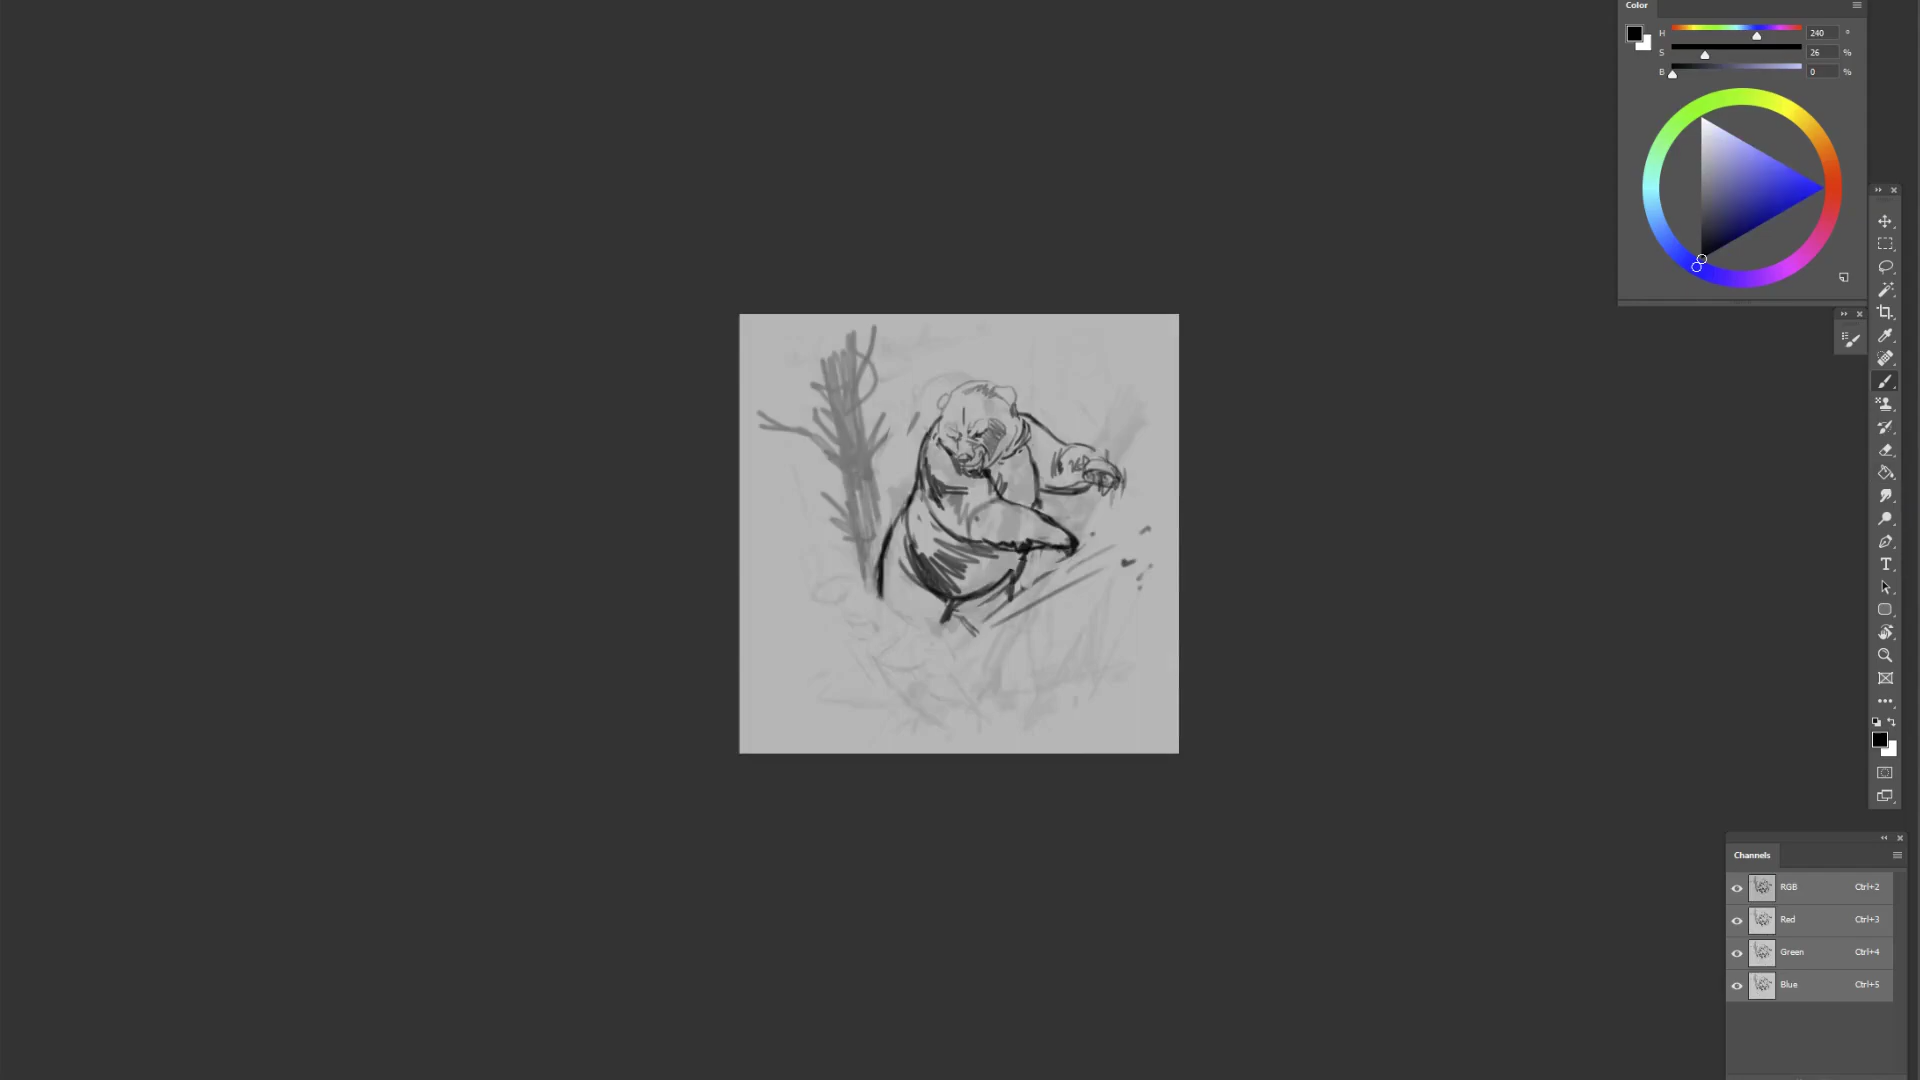 Color
H 240 °
S 26 %
B 0 %
Channels
RGB Ctrl+2
Red Ctrl+3
Green Ctrl+4
Blue Ctrl+5